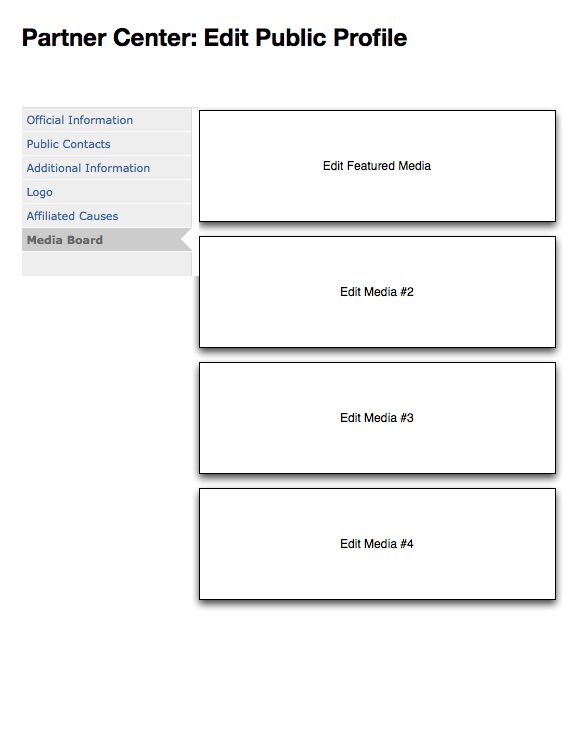 Partner Center: Edit Public Profile
Official Information
Public Contacts
Additional Information
Logo
Affiliated Causes
Media Board
Edit Featured Media
Edit Media #2
Edit Media #3
Edit Media #4